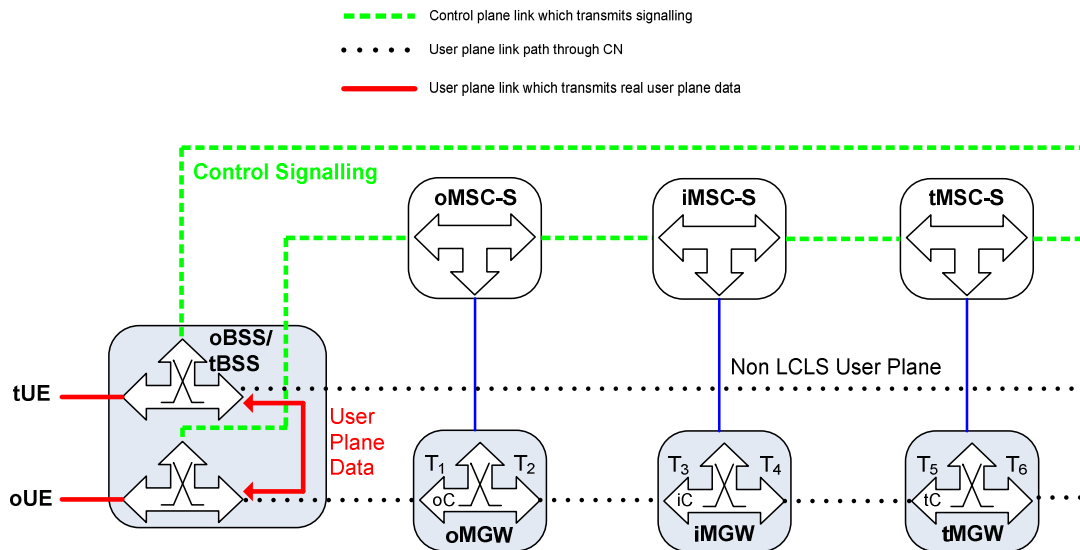 Control plane link which transmits signalling
User plane link path through CN
User plane link which transmits real user plane data
Control Signalling
oMSC-S
iMSC-S
tMSC-S
oBSS/
tBSS
Non LCLS User Plane
tUE
User
Plane
Data
T1 T2
T3 T4
T5 T6
oUE
oC
iC
tC
oMGW
iMGW
tMGW